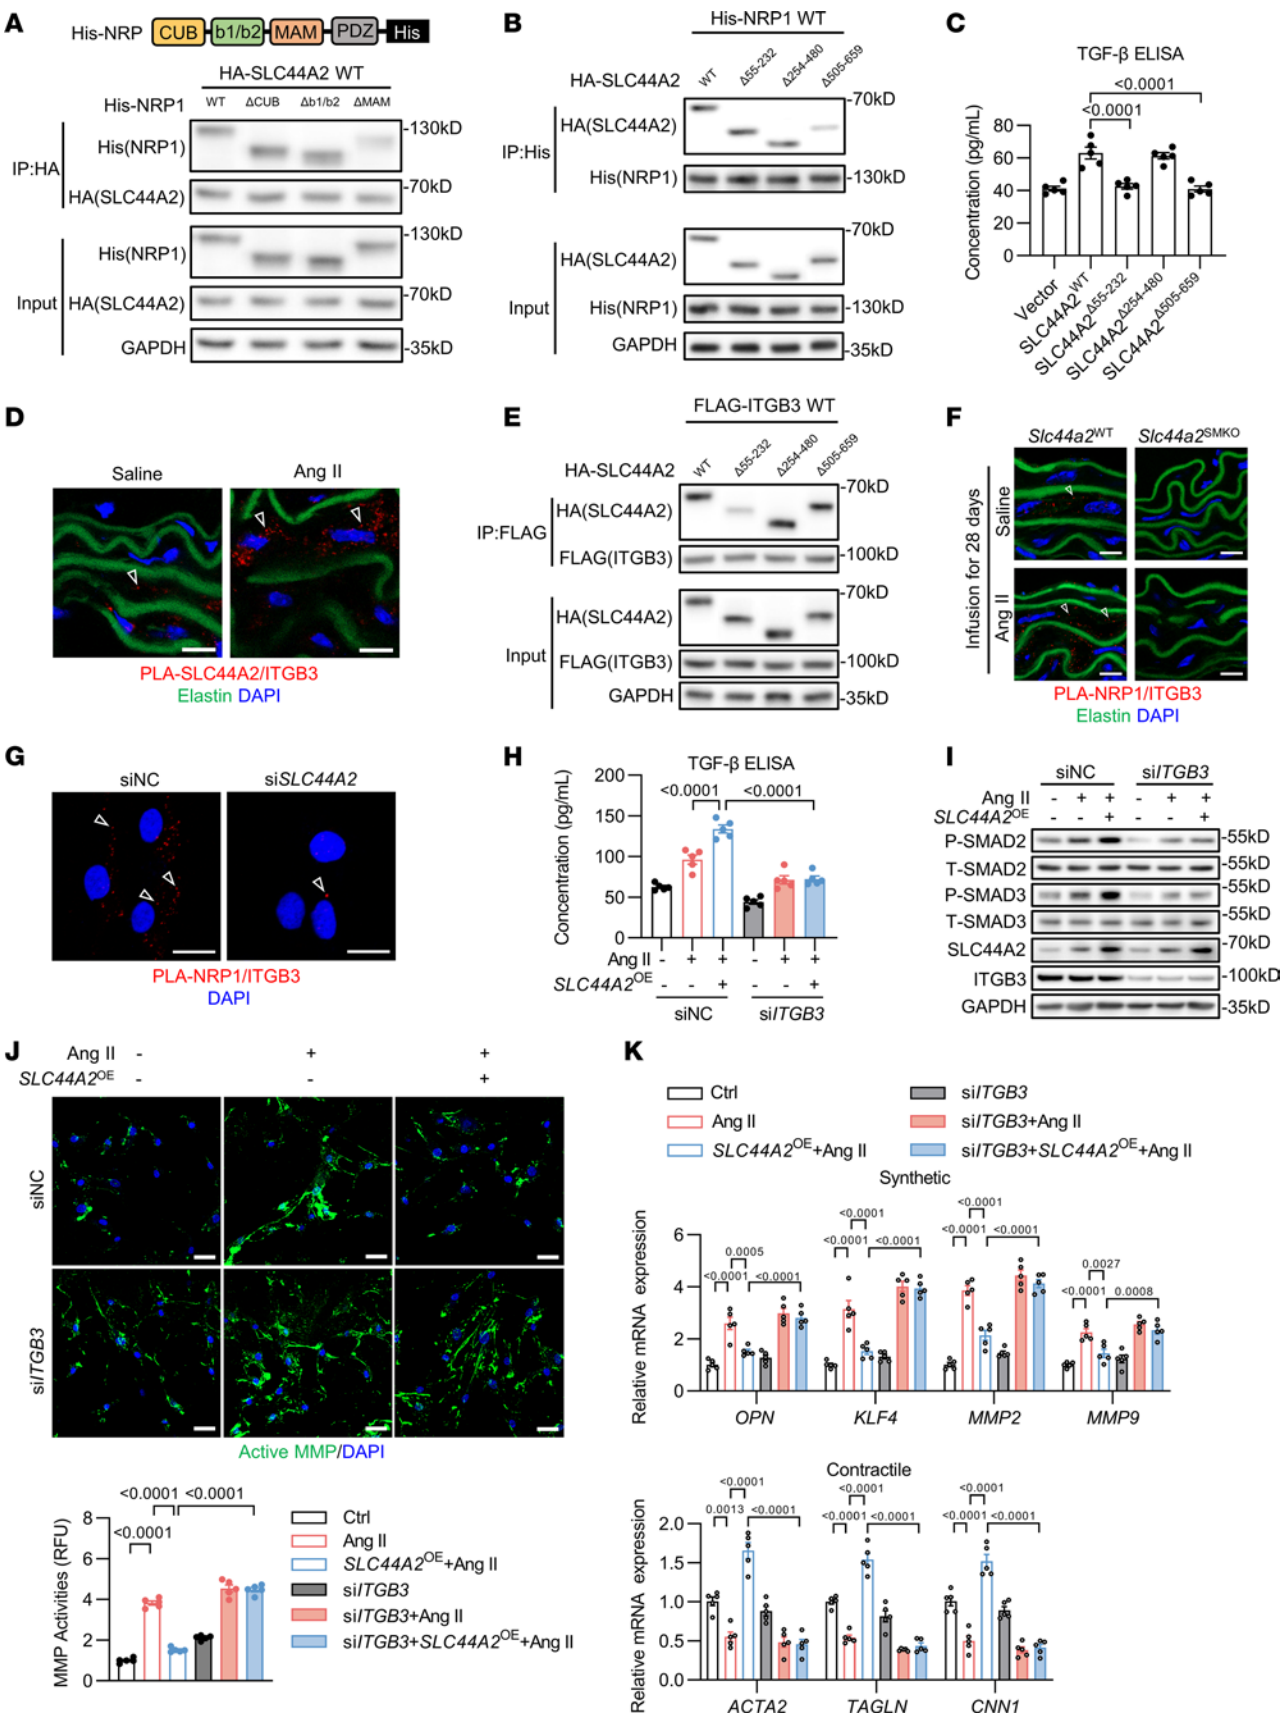 A
His-NRP CUB b1/b2 MAM PDZ His
HA-SLC44A2 WT
His-NRP1 WT ΔCUB Δb1/b2 ΔMAM
IP:HA
His(NRP1) -130kD
HA(SLC44A2) -70kD
Input
His(NRP1) -130kD
HA(SLC44A2) -70kD
GAPDH -35kD
B
His-NRP1 WT
HA-SLC44A2 WT Δ55-232 Δ254-480 Δ505-659
IP:His
HA(SLC44A2) -70kD
His(NRP1) -130kD
Input
HA(SLC44A2) -70kD
His(NRP1) -130kD
GAPDH -35kD
C
TGF-β ELISA
<0.0001
<0.0001
Concentration (pg/mL)
80
60
40
20
0
Vector
SLC44A2WT
SLC44A2Δ55-232
SLC44A2Δ254-480
SLC44A2Δ505-659
D
Saline Ang II
PLA-SLC44A2/ITGB3
Elastin DAPI
E
FLAG-ITGB3 WT
HA-SLC44A2 WT Δ55-232 Δ254-480 Δ505-659
IP:FLAG
HA(SLC44A2) -70kD
FLAG(ITGB3) -100kD
Input
HA(SLC44A2) -70kD
FLAG(ITGB3) -100kD
GAPDH -35kD
F
Slc44a2WT Slc44a2SMKO
Infusion for 28 days
Saline
Ang II
PLA-NRP1/ITGB3
Elastin DAPI
G
siNC siSLC44A2
PLA-NRP1/ITGB3
DAPI
H
TGF-β ELISA
<0.0001 <0.0001
Concentration (pg/mL)
200
150
100
50
0
Ang II - + + - + +
SLC44A2OE - - + - - +
siNC siITGB3
I
siNC siITGB3
Ang II - + + - + +
SLC44A2OE - - + - - +
P-SMAD2 -55kD
T-SMAD2 -55kD
P-SMAD3 -55kD
T-SMAD3 -55kD
SLC44A2 -70kD
ITGB3 -100kD
GAPDH -35kD
J
Ang II - + +
SLC44A2OE - - +
siNC
siITGB3
Active MMP/DAPI
<0.0001 <0.0001
<0.0001
MMP Activities (RFU)
8
6
4
2
0
Ctrl
Ang II
SLC44A2OE+Ang II
siITGB3
siITGB3+Ang II
siITGB3+SLC44A2OE+Ang II
K
Ctrl siITGB3
Ang II siITGB3+Ang II
SLC44A2OE+Ang II siITGB3+SLC44A2OE+Ang II
Synthetic
Relative mRNA expression
6
4
2
0
0.0005
<0.0001 <0.0001
<0.0001
<0.0001 <0.0001
<0.0001
<0.0001 <0.0001
0.0027
<0.0001 0.0008
OPN KLF4 MMP2 MMP9
Contractile
Relative mRNA expression
2.0
1.5
1.0
0.5
0.0
<0.0001
0.0013 <0.0001
<0.0001
<0.0001 <0.0001
<0.0001
<0.0001 <0.0001
ACTA2 TAGLN CNN1